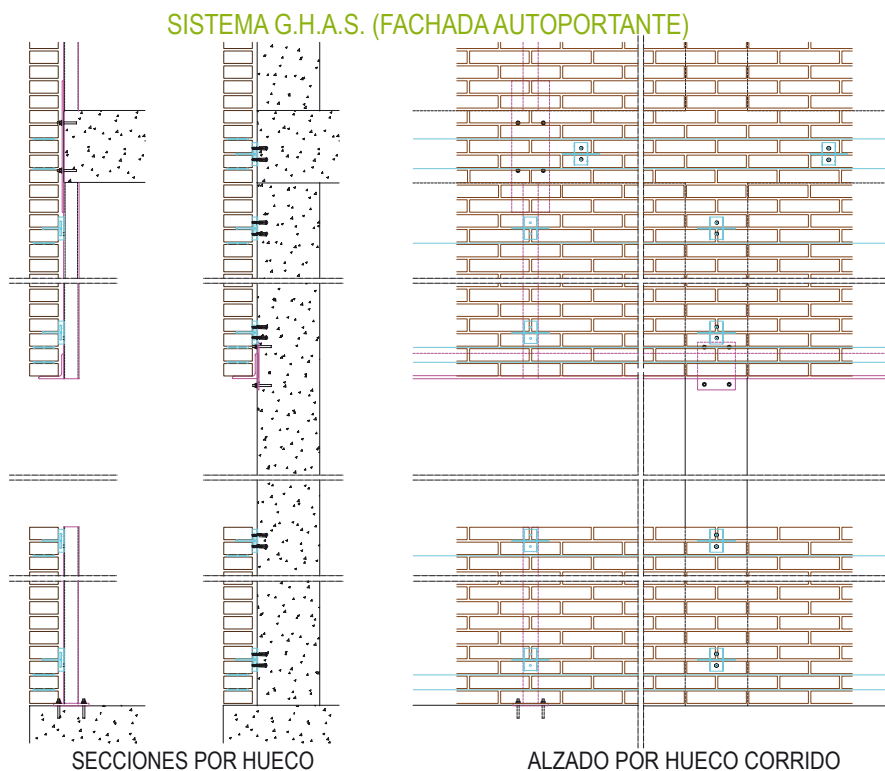 SISTEMA G.H.A.S. (FACHADA AUTOPORTANTE)
SECCIONES POR HUECO
ALZADO POR HUECO CORRIDO